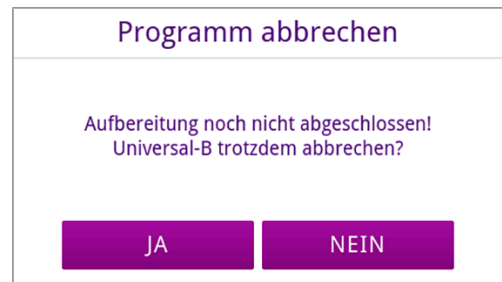 Programm abbrechen
Aufbereitung noch nicht abgeschlossen!
Universal-B trotzdem abbrechen?
JA
NEIN